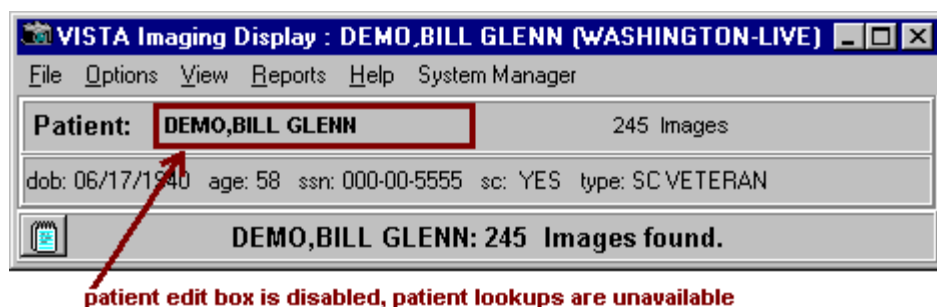 VISTA Imaging Display : DEMO,BILL GLENN (WASHINGTON-LIVE)
File Options View Reports Help System Manager
Patient: DEMO,BILL GLENN 245 Images
dob: 06/17/1940 age: 58 ssn: 000-00-5555 sc: YES type: SC VETERAN
DEMO,BILL GLENN: 245 Images found.
patient edit box is disabled, patient lookups are unavailable